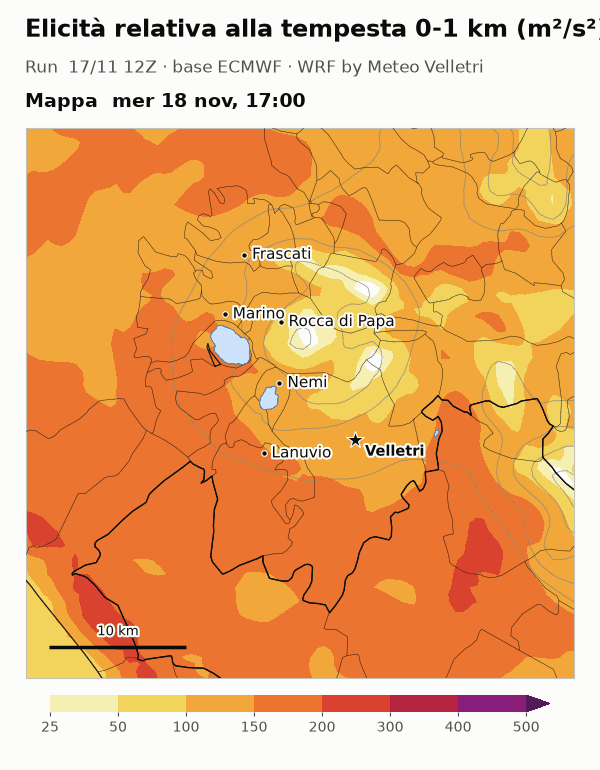 Elicità relativa alla tempesta 0-1 km (m²/s²)
Run  17/11 12Z · base ECMWF · WRF by Meteo Velletri
Mappa  mer 18 nov, 17:00
Frascati
Marino
Rocca di Papa
Nemi
Velletri
Lanuvio
10 km
25 50 100 150 200 300 400 500